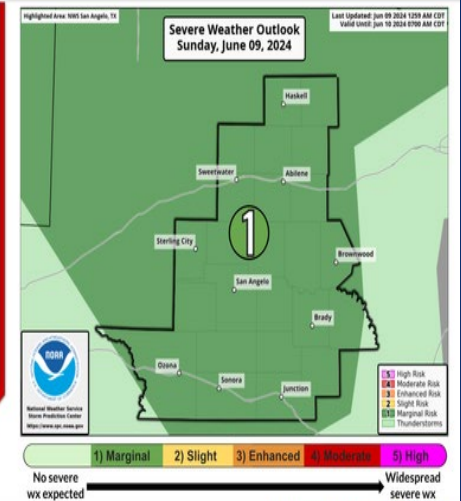 Highlighted Area: NWS San Angelo, TX
Severe Weather Outlook
Sunday, June 09, 2024
Last Updated: Jun 09 2024 1259 AM CDT
Valid Until: Jun 10 2024 0700 AM CDT
Haskell
Sweetwater
Abilene
1
Sterling City
Brownwood
San Angelo
Brady
Ozona
Sonora
Junction
NOAA
National Weather Service
Storm Prediction Center
https://www.spc.noaa.gov
5 High Risk
4 Moderate Risk
3 Enhanced Risk
2 Slight Risk
1 Marginal Risk
Thunderstorms
1) Marginal 2) Slight 3) Enhanced 4) Moderate 5) High
No severe
wx expected
Widespread
severe wx